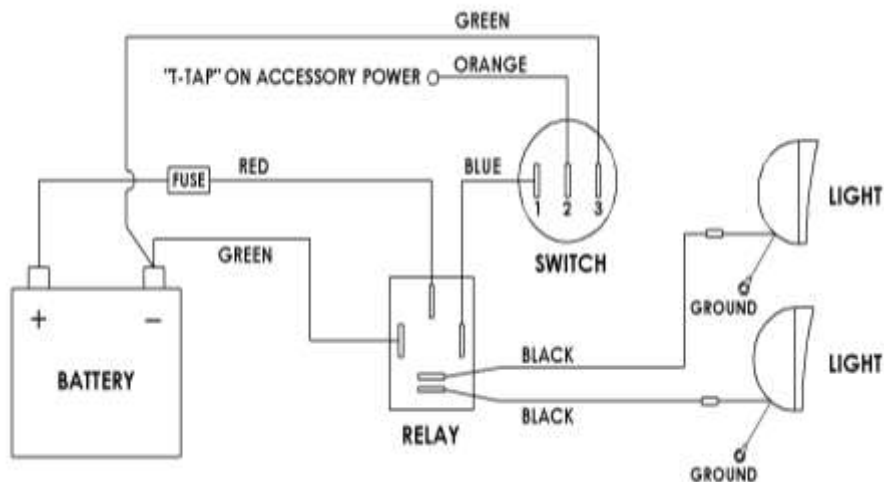 GREEN
"T-TAP" ON ACCESSORY POWER
ORANGE
FUSE
RED
BLUE
1 2 3
LIGHT
SWITCH
GREEN
GROUND
+ −
BATTERY
BLACK
LIGHT
BLACK
RELAY
GROUND